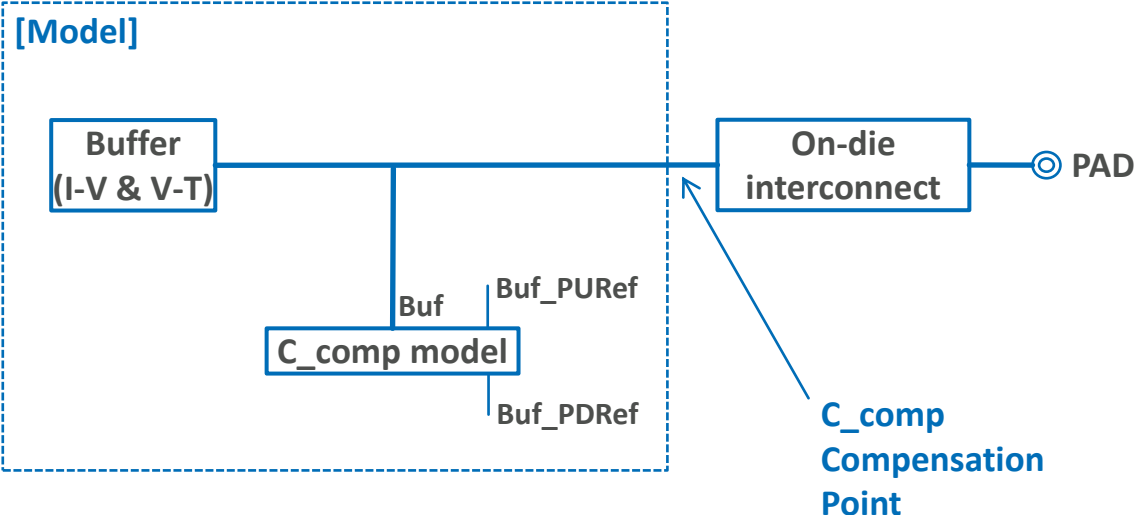 [Model]
Buffer
(I-V & V-T)
On-die
interconnect
PAD
Buf_PURef
Buf
C_comp model
Buf_PDRef
C_comp
Compensation
Point